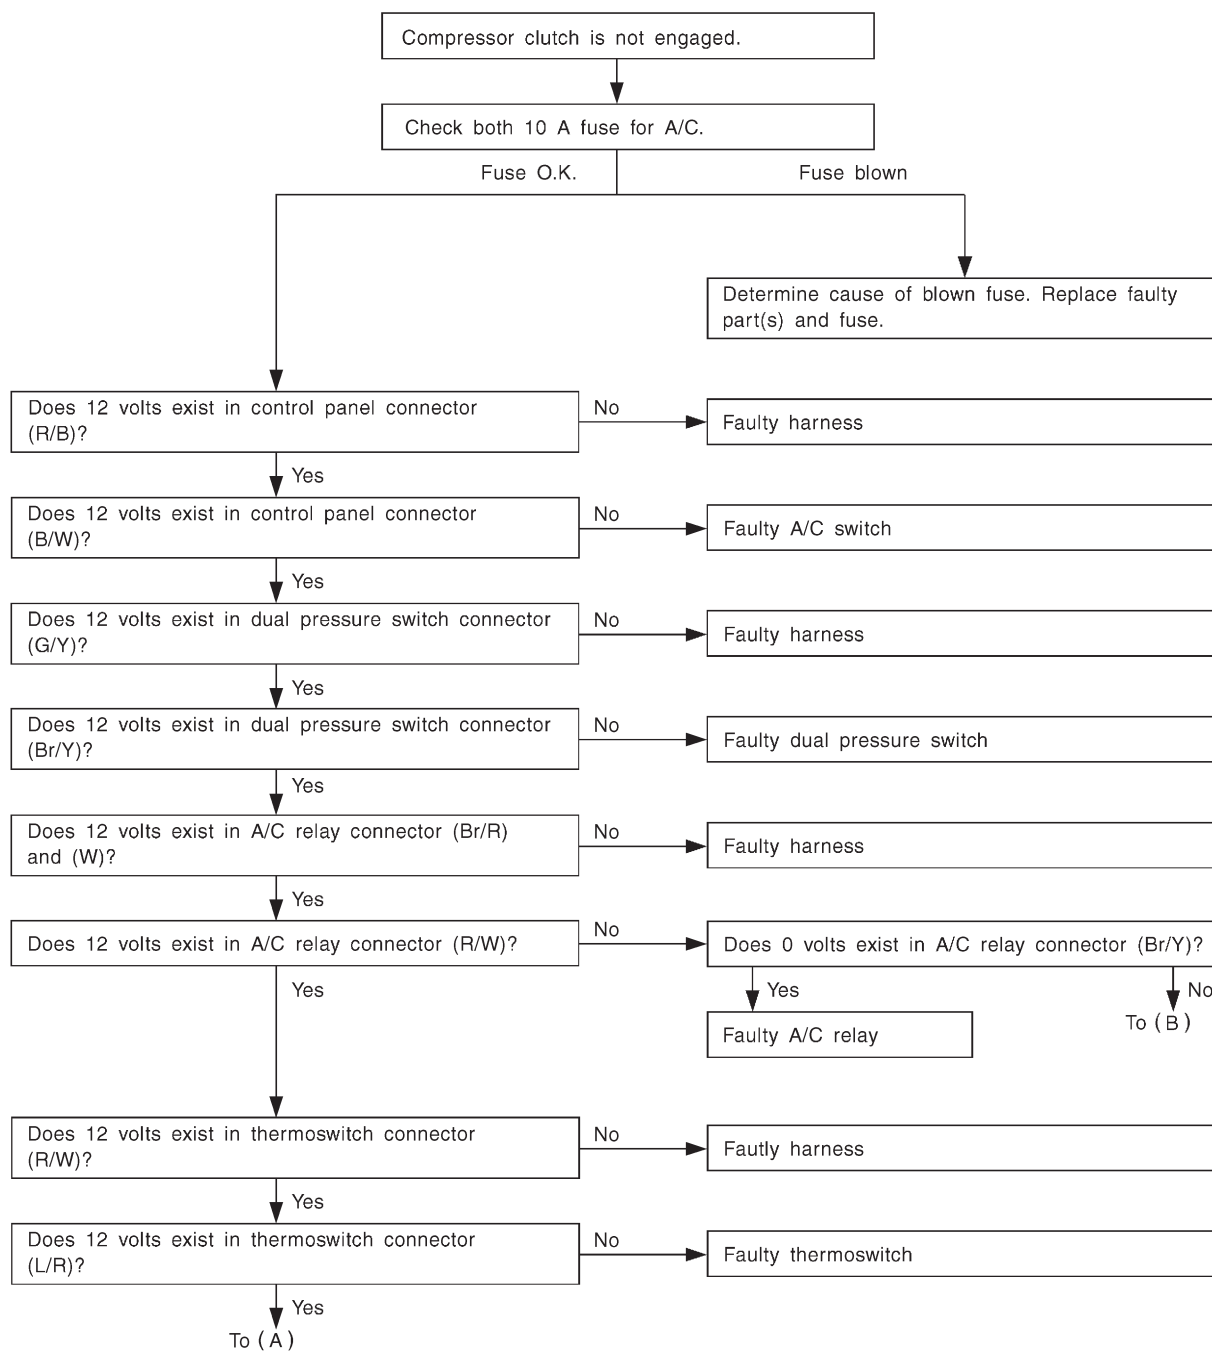 Compressor clutch is not engaged.
Check both 10 A fuse for A/C.
Fuse O.K.
Fuse blown
Determine cause of blown fuse. Replace faulty
part(s) and fuse.
Does 12 volts exist in control panel connector
(R/B)?
No
Faulty harness
Yes
Does 12 volts exist in control panel connector
(B/W)?
No
Faulty A/C switch
Yes
Does 12 volts exist in dual pressure switch connector
(G/Y)?
No
Faulty harness
Yes
Does 12 volts exist in dual pressure switch connector
(Br/Y)?
No
Faulty dual pressure switch
Yes
Does 12 volts exist in A/C relay connector (Br/R)
and (W)?
No
Faulty harness
Yes
Does 12 volts exist in A/C relay connector (R/W)?
No
Does 0 volts exist in A/C relay connector (Br/Y)?
Yes
Yes
No
Faulty A/C relay
To ( B )
Does 12 volts exist in thermoswitch connector
(R/W)?
No
Fautly harness
Yes
Does 12 volts exist in thermoswitch connector
(L/R)?
No
Faulty thermoswitch
Yes
To ( A )